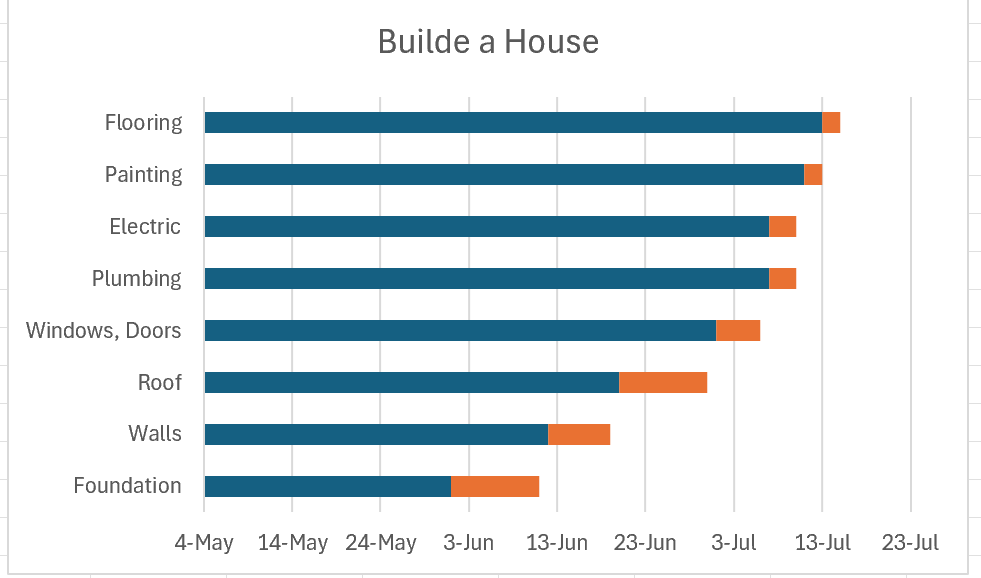 Builde a House
Flooring
Painting
Electric
Plumbing
Windows, Doors
Roof
Walls
Foundation
4-May 14-May 24-May 3-Jun 13-Jun 23-Jun 3-Jul 13-Jul 23-Jul